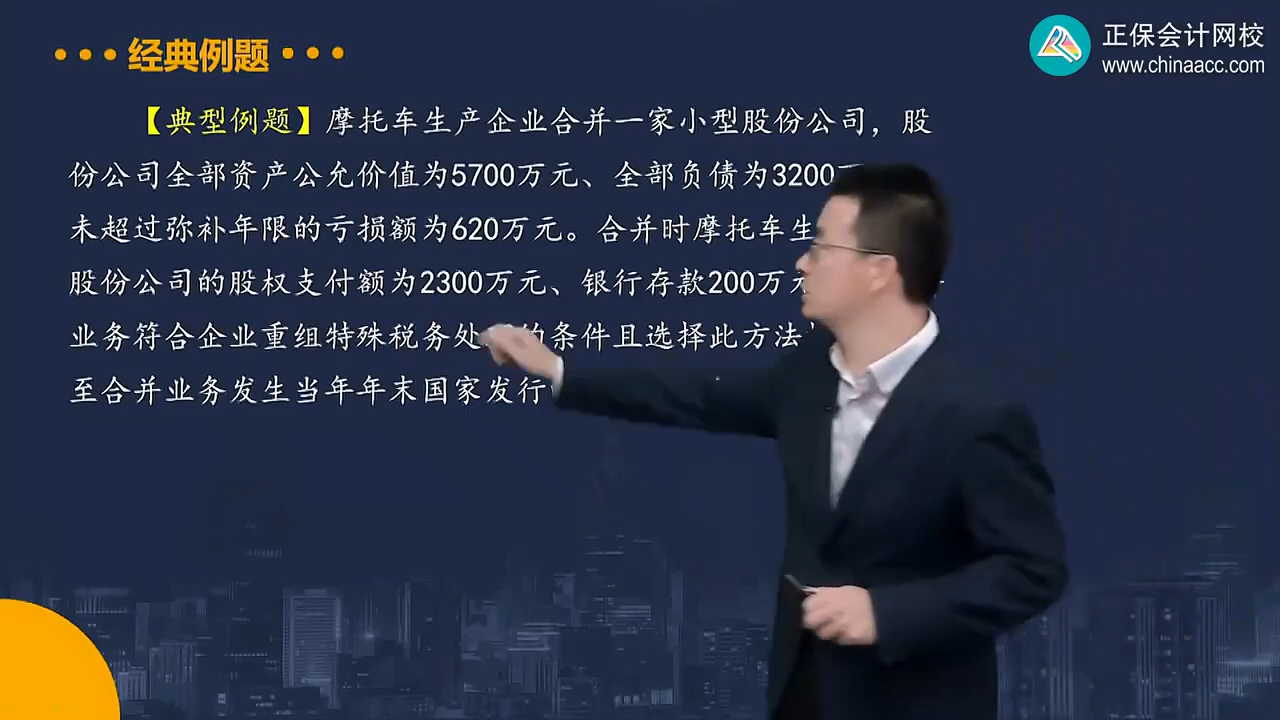 经典例题
正保会计网校
www.chinaacc.com
【典型例题】摩托车生产企业合并一家小型股份公司，股
份公司全部资产公允价值为5700万元、全部负债为3200万
未超过弥补年限的亏损额为620万元。合并时摩托车生
股份公司的股权支付额为2300万元、银行存款200万元
业务符合企业重组特殊税务处 的条件且选择此方法
至合并业务发生当年年末国家发行